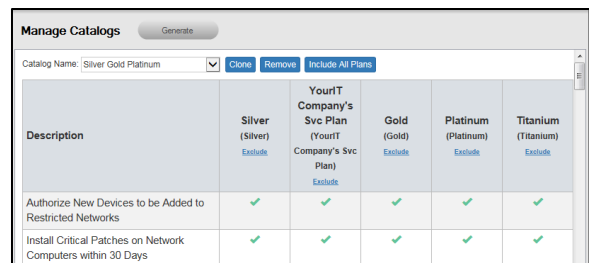 Manage Catalogs Generate
Catalog Name: Silver Gold Platinum Clone Remove Include All Plans
Description
Silver
(Silver)
Exclude
YourIT
Company's
Svc Plan
(YourIT
Company's Svc
Plan)
Exclude
Gold
(Gold)
Exclude
Platinum
(Platinum)
Exclude
Titanium
(Titanium)
Exclude
Authorize New Devices to be Added to
Restricted Networks
Install Critical Patches on Network
Computers within 30 Days